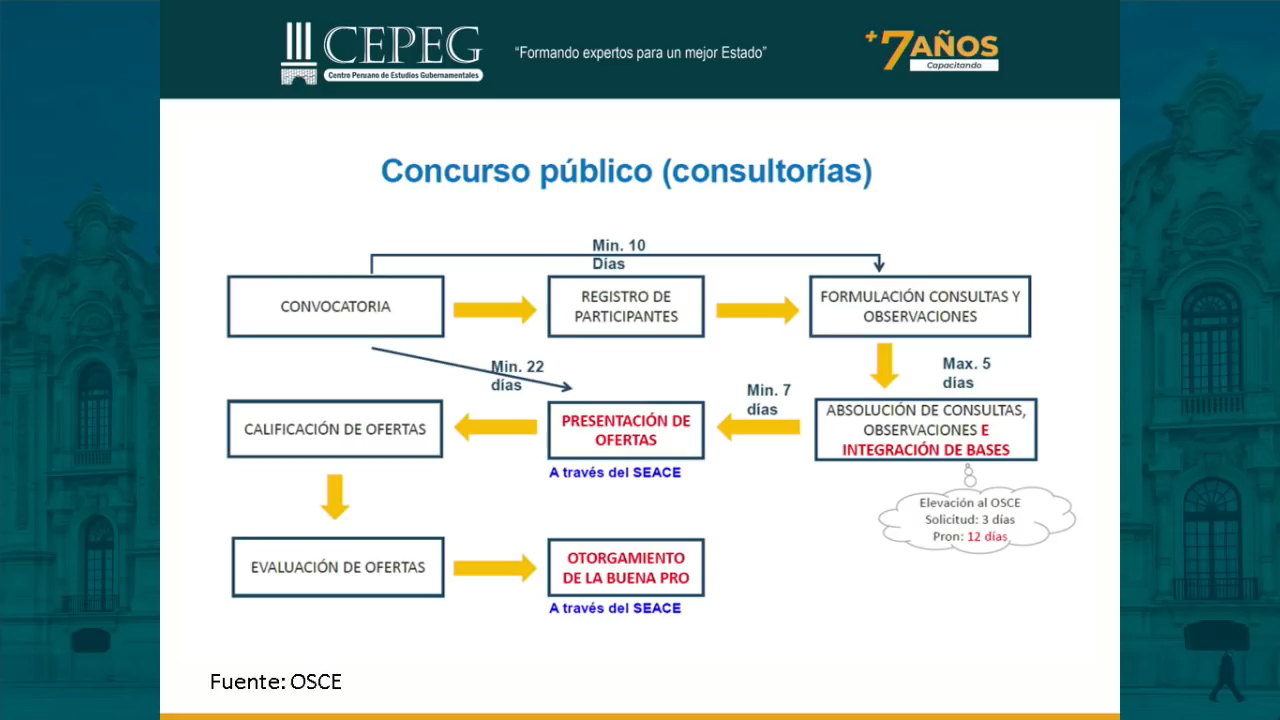 CEPEG
Centro Peruano de Estudios Gubernamentales
“Formando expertos para un mejor Estado”
+7AÑOS
Capacitando
Concurso público (consultorías)
Min. 10
Días
CONVOCATORIA
REGISTRO DE
PARTICIPANTES
FORMULACIÓN CONSULTAS Y
OBSERVACIONES
Min. 22
días
Min. 7
días
Max. 5
días
CALIFICACIÓN DE OFERTAS
PRESENTACIÓN DE
OFERTAS
A través del SEACE
ABSOLUCIÓN DE CONSULTAS,
OBSERVACIONES E
INTEGRACIÓN DE BASES
Elevación al OSCE
Solicitud: 3 días
Pron: 12 días
EVALUACIÓN DE OFERTAS
OTORGAMIENTO
DE LA BUENA PRO
A través del SEACE
Fuente: OSCE